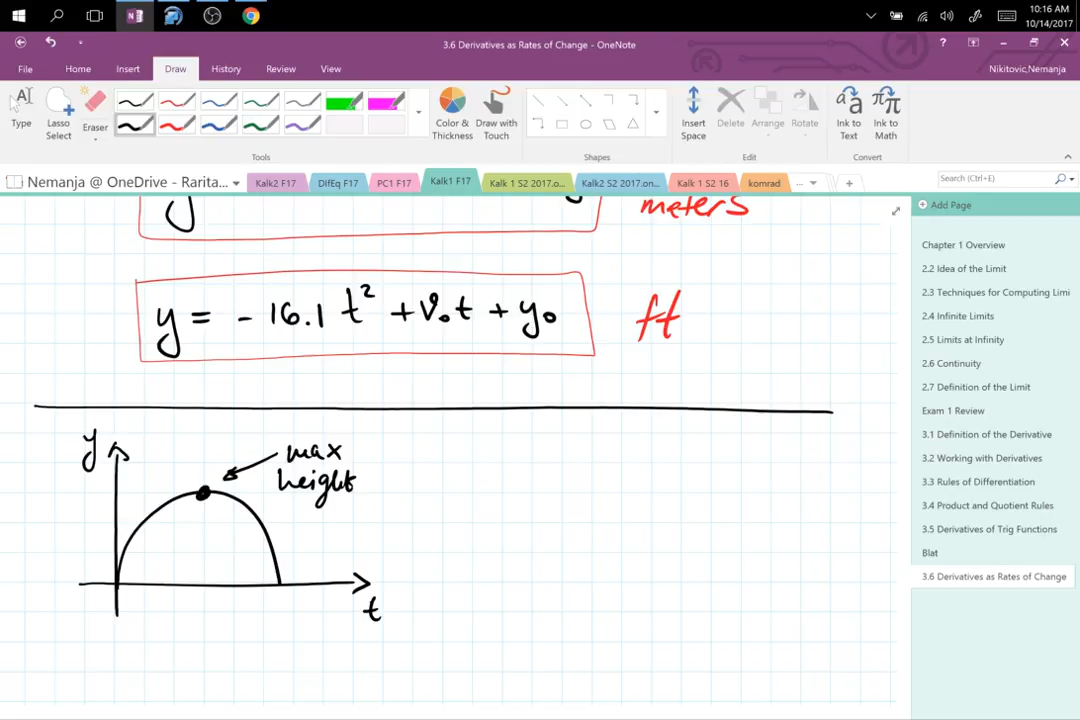 10:16 AM
10/14/2017
3.6 Derivatives as Rates of Change - OneNote
?
File Home Insert Draw History Review View
Nikitovic,Nemanja
Type
Lasso Select
Eraser
Color & Thickness
Draw with Touch
Insert Space
Delete
Arrange
Rotate
Ink to Text
Ink to Math
Tools
Shapes
Edit
Convert
Nemanja @ OneDrive - Rarita...
Kalk2 F17
DifEq F17
PC1 F17
Kalk1 F17
Kalk 1 S2 2017.o...
Kalk2 S2 2017.on...
Kalk 1 S2 16
komrad
...
Search (Ctrl+E)
Add Page
Chapter 1 Overview
2.2 Idea of the Limit
2.3 Techniques for Computing Limi
2.4 Infinite Limits
2.5 Limits at Infinity
2.6 Continuity
2.7 Definition of the Limit
Exam 1 Review
3.1 Definition of the Derivative
3.2 Working with Derivatives
3.3 Rules of Differentiation
3.4 Product and Quotient Rules
3.5 Derivatives of Trig Functions
Blat
3.6 Derivatives as Rates of Change
meters
y = - 16.1 t² + v₀t + y₀
ft
y
max
height
t